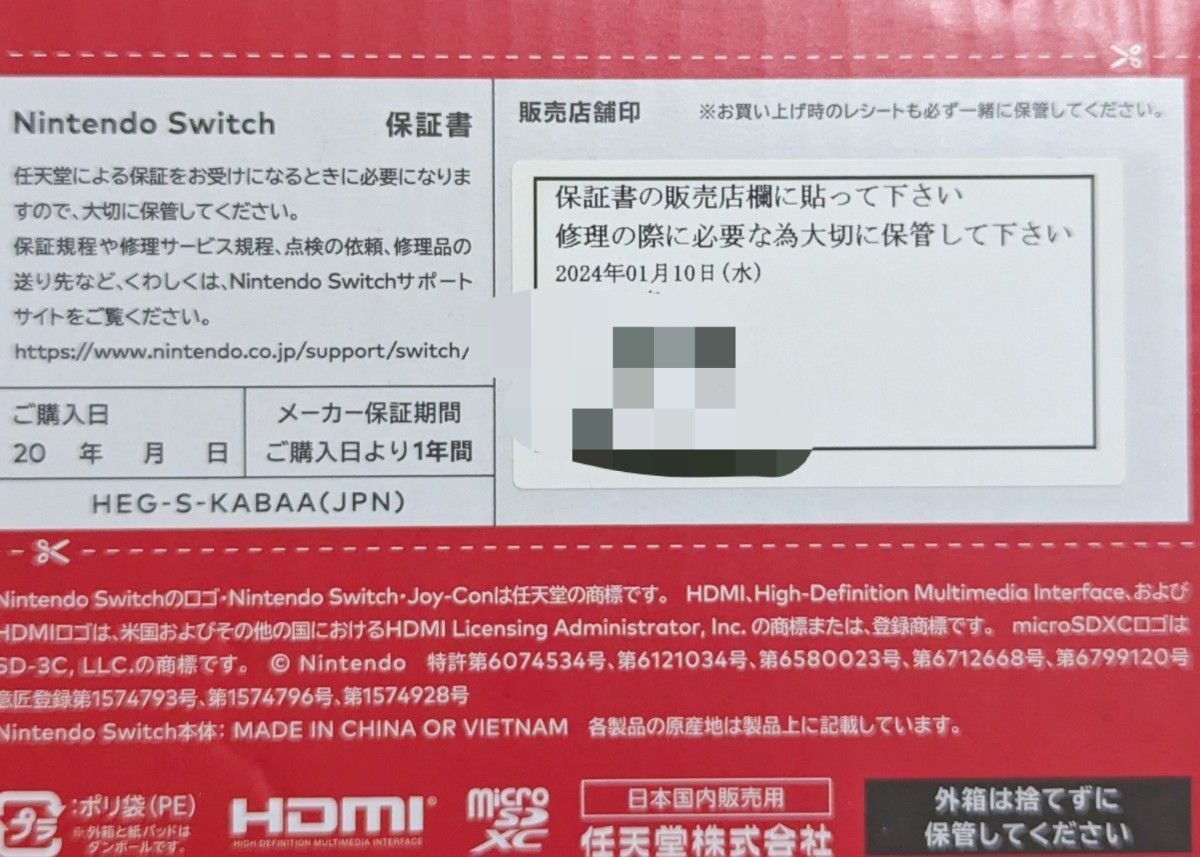 Nintendo Switch 保証書
任天堂による保証をお受けになるときに必要になりま
すので、大切に保管してください。
保証規程や修理サービス規程、点検の依頼、修理品の
送り先など、くわしくは、Nintendo Switchサポート
サイトをご覧ください。
https://www.nintendo.co.jp/support/switch/
ご購入日
20 年 月 日
メーカー保証期間
ご購入日より1年間
HEG-S-KABAA(JPN)
販売店舗印 ※お買い上げ時のレシートも必ず一緒に保管してください。
保証書の販売店欄に貼って下さい
修理の際に必要な為大切に保管して下さい
2024年01月10日(水)
Nintendo Switchのロゴ・Nintendo Switch・Joy-Conは任天堂の商標です。 HDMI、High-Definition Multimedia Interface、および
HDMIロゴは、米国およびその他の国におけるHDMI Licensing Administrator, Inc. の商標または、登録商標です。 microSDXCロゴは
SD-3C, LLC.の商標です。 © Nintendo 特許第6074534号、第6121034号、第6580023号、第6712668号、第6799120号
意匠登録第1574793号、第1574796号、第1574928号
Nintendo Switch本体: MADE IN CHINA OR VIETNAM 各製品の原産地は製品上に記載しています。
プラ
:ポリ袋(PE)
※外箱と紙パッドは
ダンボールです。
HDMI®
HIGH-DEFINITION MULTIMEDIA INTERFACE
micro
SD
XC
日本国内販売用
任天堂株式会社
外箱は捨てずに
保管してください